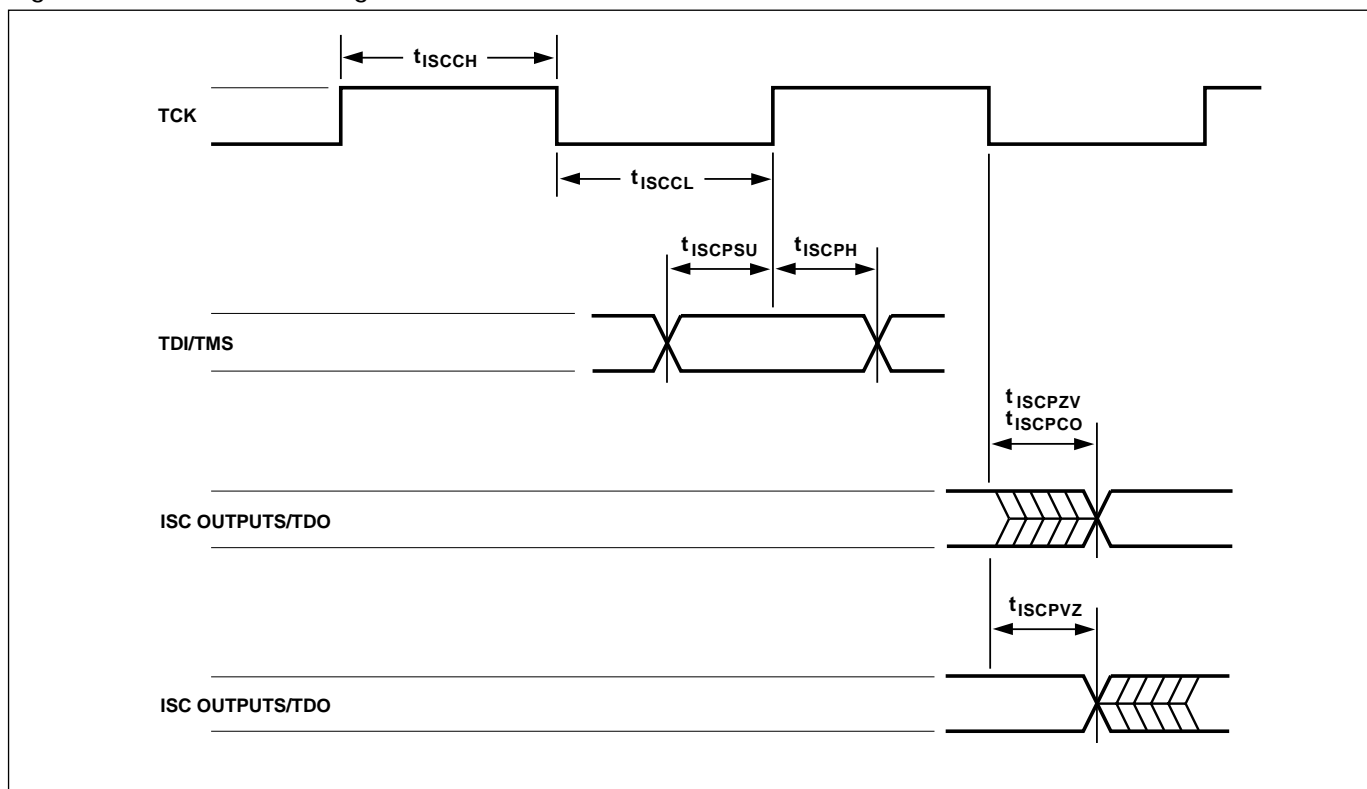 tISCCH
TCK
tISCCL
tISCPSU
tISCPH
TDI/TMS
tISCPZV
tISCPCO
ISC OUTPUTS/TDO
tISCPVZ
ISC OUTPUTS/TDO